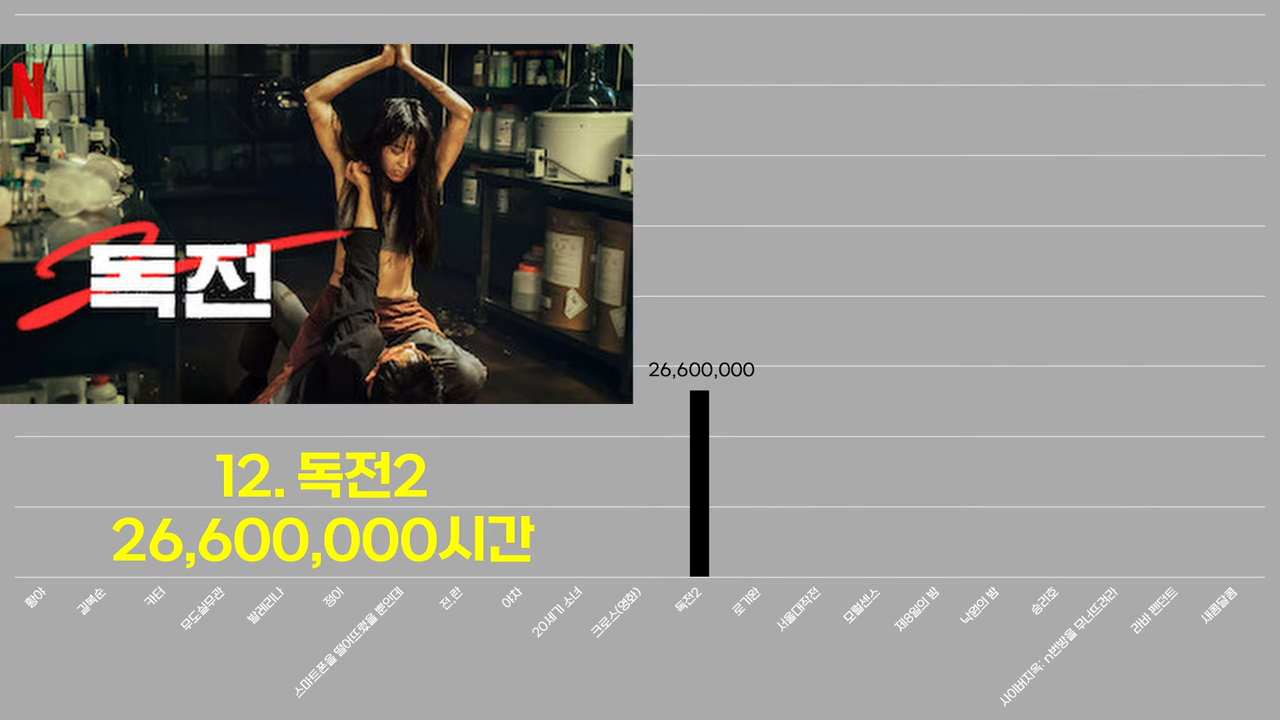 N
2
독전
26,600,000
12. 독전2
26,600,000시간
황야
길복순
카터
무도실무관
발레리나
정이
스마트폰을 떨어뜨렸을 뿐인데
전,란
야차
20세기 소녀
크로스(영화)
독전2
로기완
서울대작전
모럴센스
제8일의 밤
낙원의 밤
승리호
사이버지옥: n번방을 무너뜨려라
라바 펜던트
새콤달콤